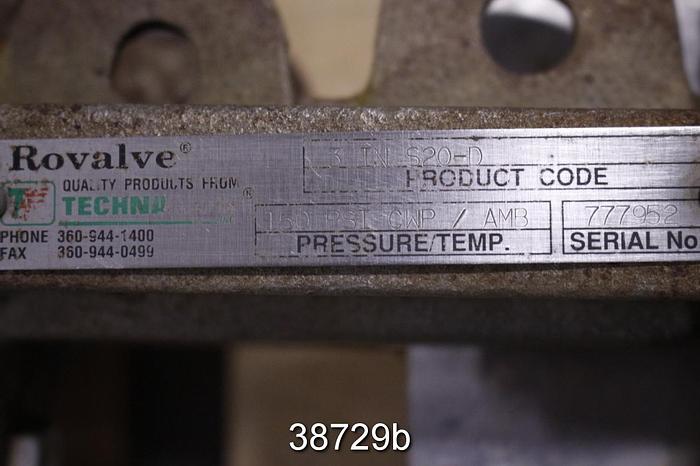 Rovalve®
QUALITY PRODUCTS FROM
TECHNA ®
PHONE 360-944-1400
FAX 360-944-0499
3 IN S20-D
PRODUCT CODE
150 PSI CWP / AMB
PRESSURE/TEMP.
777952
SERIAL No
38729b